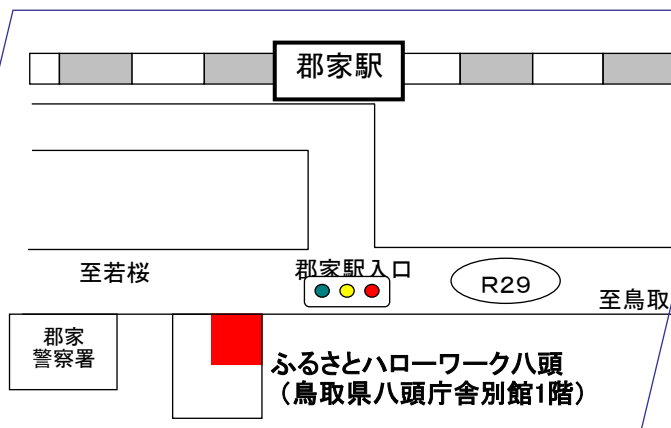 郡家駅
至若桜
郡家駅入口
R29
至鳥取
郡家
警察署
ふるさとハローワーク八頭
（鳥取県八頭庁舎別館1階）